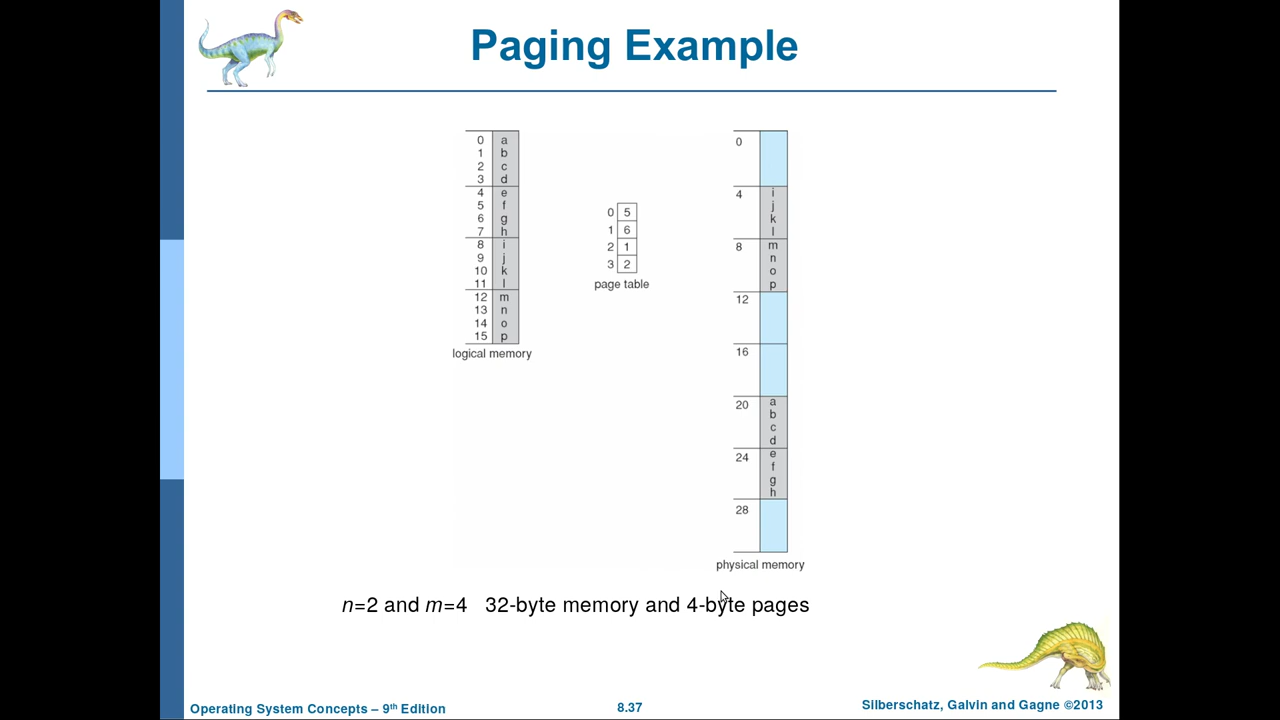 Paging Example
0 a
1 b
2 c
3 d
4 e
5 f
6 g
7 h
8 i
9 j
10 k
11 l
12 m
13 n
14 o
15 p
logical memory
0 5
1 6
2 1
3 2
page table
0
4 i
j
k
l
8 m
n
o
p
12
16
20 a
b
c
d
24 e
f
g
h
28
physical memory
n=2 and m=4 32-byte memory and 4-byte pages
Operating System Concepts – 9th Edition
8.37
Silberschatz, Galvin and Gagne ©2013